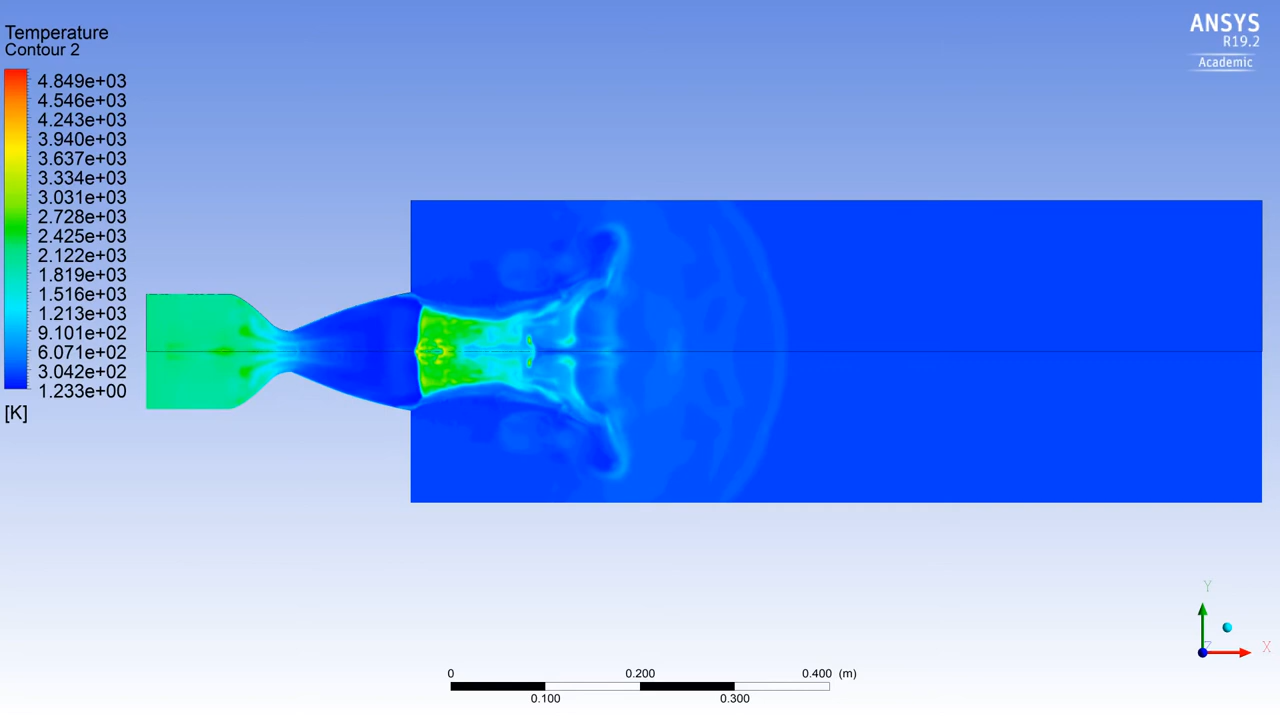 Temperature
Contour 2
4.849e+03
4.546e+03
4.243e+03
3.940e+03
3.637e+03
3.334e+03
3.031e+03
2.728e+03
2.425e+03
2.122e+03
1.819e+03
1.516e+03
1.213e+03
9.101e+02
6.071e+02
3.042e+02
1.233e+00
[K]
ANSYS
R19.2
Academic
Y
Z
X
0 0.200 0.400 (m)
0.100 0.300